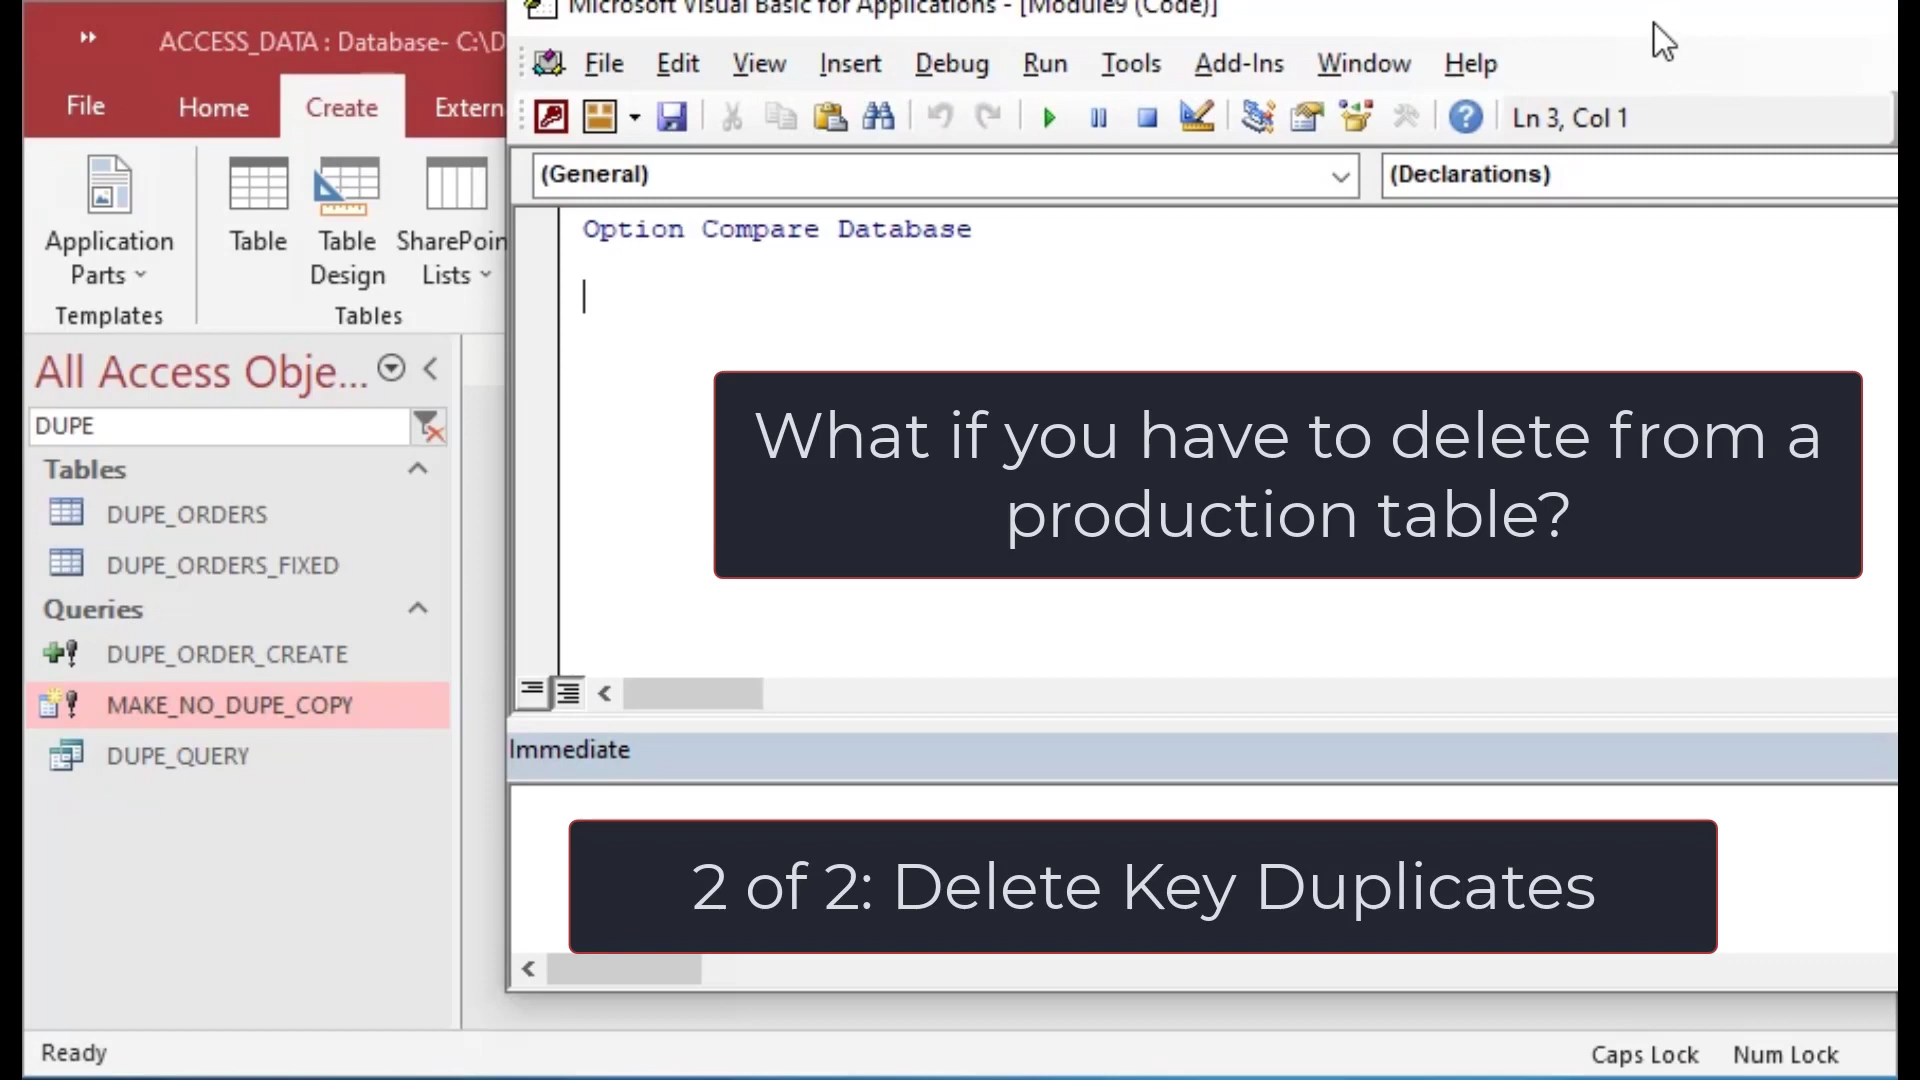 Microsoft Visual Basic for Applications - [Module9 (Code)]
ACCESS_DATA : Database- C:\D
File Edit View Insert Debug Run Tools Add-Ins Window Help
File Home Create Extern
Ln 3, Col 1
(General) (Declarations)
Application Parts
Table
Table Design
SharePoin
Lists
Templates
Tables
Option Compare Database
All Access Obje...
DUPE
Tables
DUPE_ORDERS
DUPE_ORDERS_FIXED
Queries
DUPE_ORDER_CREATE
MAKE_NO_DUPE_COPY
DUPE_QUERY
What if you have to delete from a
production table?
Immediate
2 of 2: Delete Key Duplicates
Ready
Caps Lock Num Lock